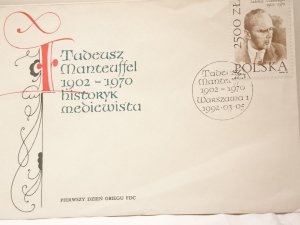 Tadeusz
Manteuffel
1902 – 1970
historyk
mediewista
PIERWSZY DZIEŃ OBIEGU FDC
2500 ZŁ
POLSKA
Tadeusz
Manteuffel
1902 – 1970
Warszawa 1
1992-03-05